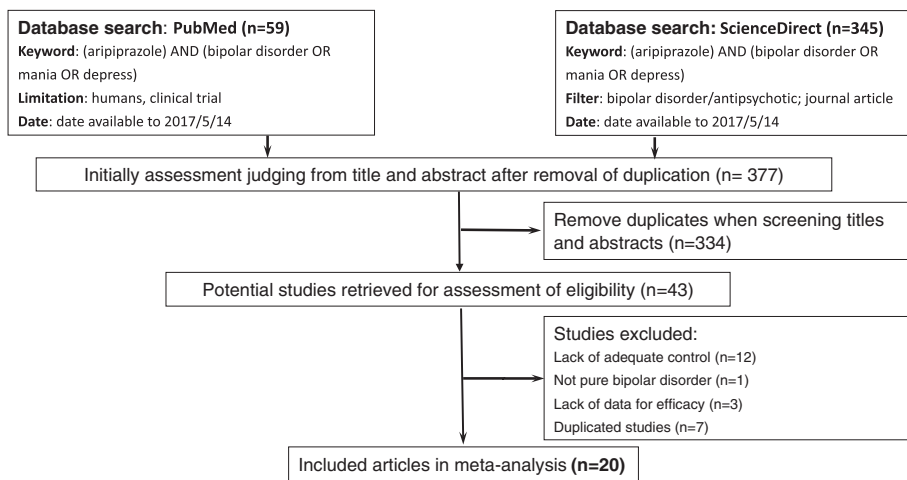 Database search: PubMed (n=59)
Keyword: (aripiprazole) AND (bipolar disorder OR
mania OR depress)
Limitation: humans, clinical trial
Date: date available to 2017/5/14
Database search: ScienceDirect (n=345)
Keyword: (aripiprazole) AND (bipolar disorder OR
mania OR depress)
Filter: bipolar disorder/antipsychotic; journal article
Date: date available to 2017/5/14
Initially assessment judging from title and abstract after removal of duplication (n= 377)
Remove duplicates when screening titles
and abstracts (n=334)
Potential studies retrieved for assessment of eligibility (n=43)
Studies excluded:
Lack of adequate control (n=12)
Not pure bipolar disorder (n=1)
Lack of data for efficacy (n=3)
Duplicated studies (n=7)
Included articles in meta-analysis (n=20)